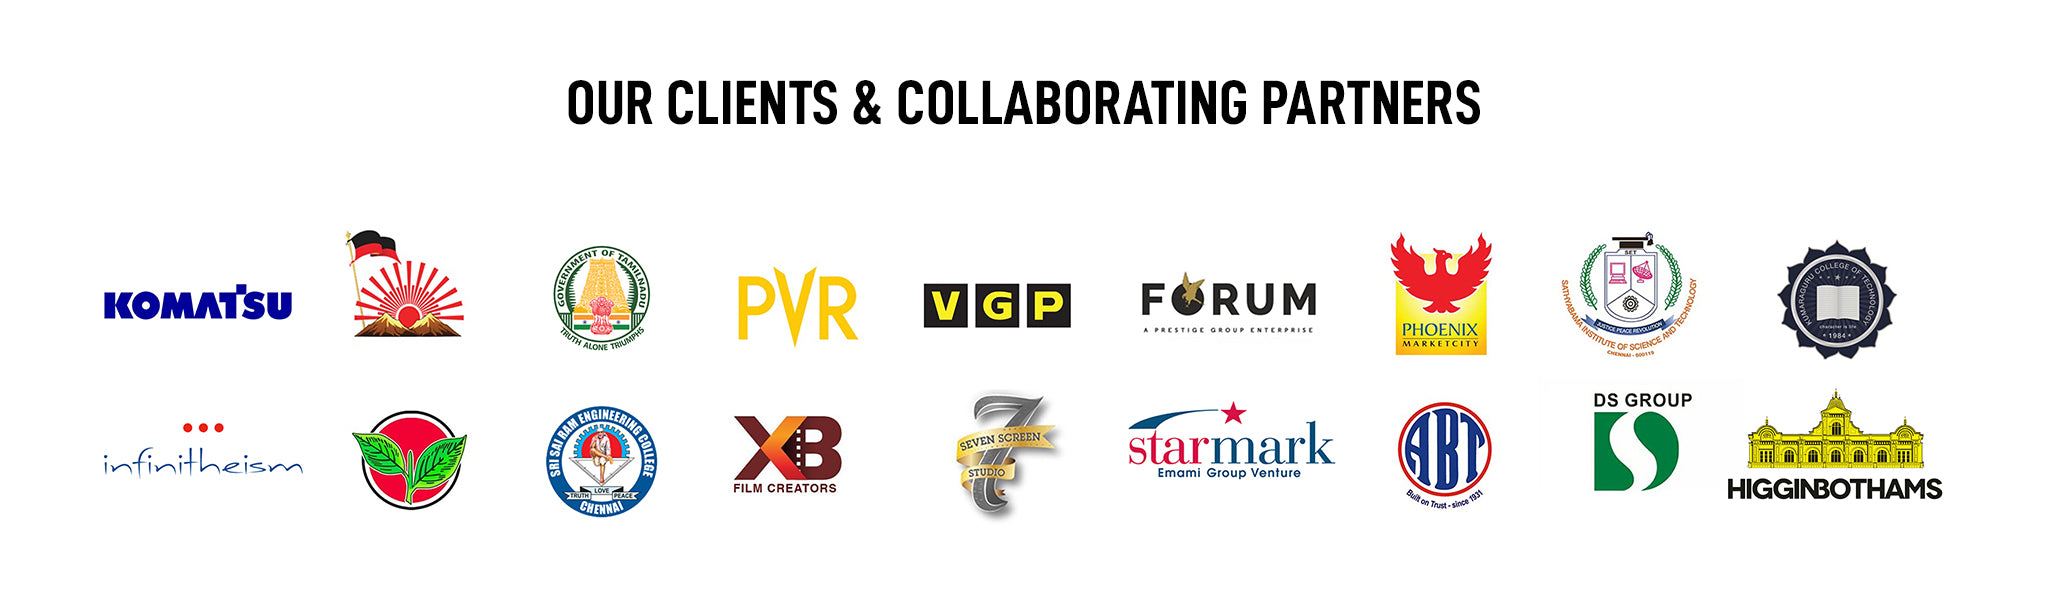 OUR CLIENTS & COLLABORATING PARTNERS
KOMATSU
GOVERNMENT OF TAMILNADU
TRUTH ALONE TRIUMPHS
PVR
VGP
FORUM
A PRESTIGE GROUP ENTERPRISE
PHOENIX
MARKETCITY
SET
JUSTICE PEACE REVOLUTION
SATHYABAMA INSTITUTE OF SCIENCE AND TECHNOLOGY
CHENNAI - 600119
KUMARAGURU COLLEGE OF TECHNOLOGY
character is life
1984
infinitheism
SRI SAI RAM ENGINEERING COLLEGE
LOVE
TRUTH PEACE
CHENNAI
XB
FILM CREATORS
7
SEVEN SCREEN
STUDIO
starmark
Emami Group Venture
ABT
Built on Trust - since 1931
DS GROUP
HIGGINBOTHAMS